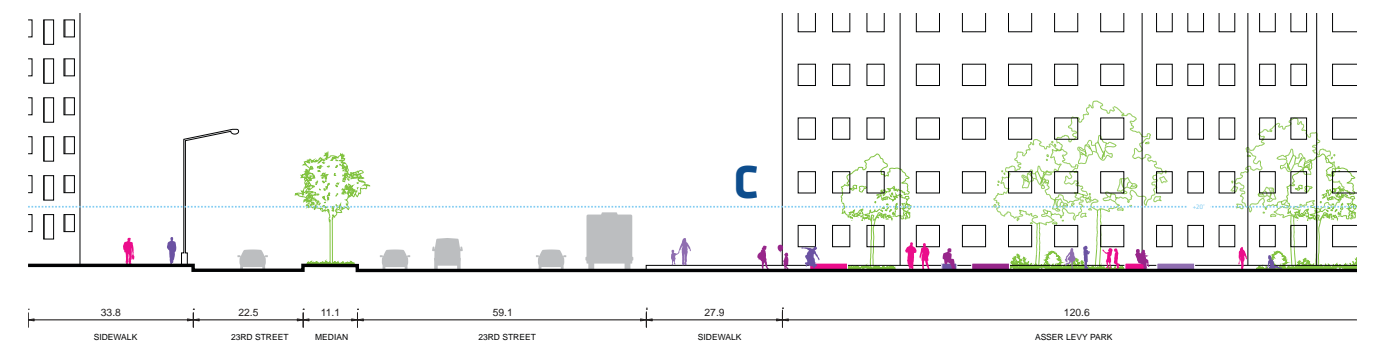 C
+20'
33.8 22.5 11.1 59.1 27.9 120.6
SIDEWALK 23RD STREET MEDIAN 23RD STREET SIDEWALK ASSER LEVY PARK